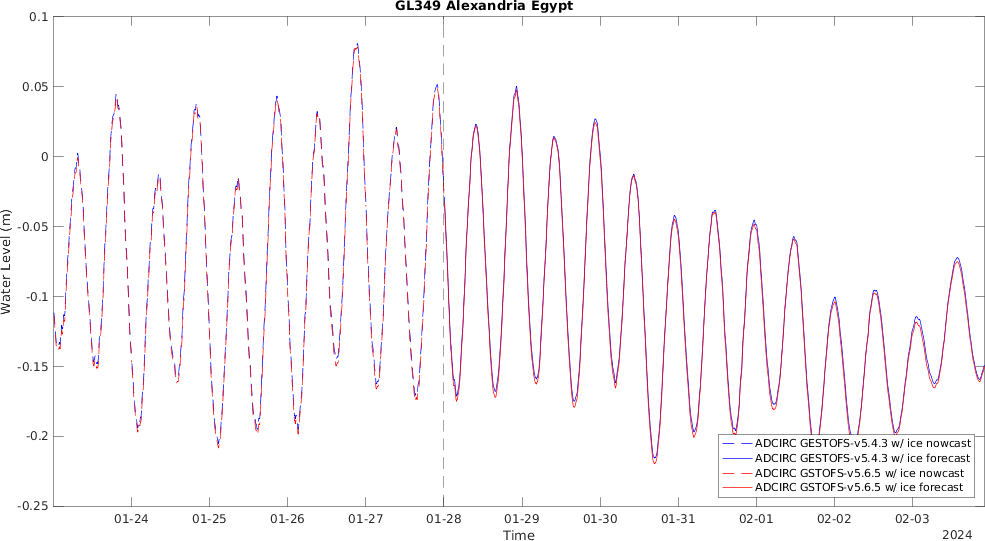 GL349 Alexandria Egypt
0.1
0.05
0
-0.05
-0.1
-0.15
-0.2
-0.25
Water Level (m)
ADCIRC GESTOFS-v5.4.3 w/ ice nowcast
ADCIRC GESTOFS-v5.4.3 w/ ice forecast
ADCIRC GSTOFS-v5.6.5 w/ ice nowcast
ADCIRC GSTOFS-v5.6.5 w/ ice forecast
01-24 01-25 01-26 01-27 01-28 01-29 01-30 01-31 02-01 02-02 02-03
Time
2024